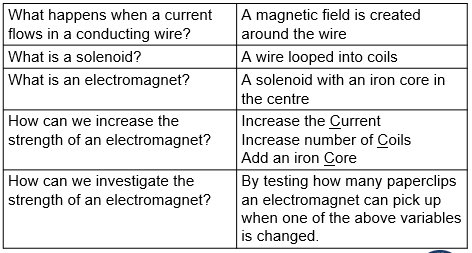 What happens when a current
flows in a conducting wire?
A magnetic field is created
around the wire
What is a solenoid?
A wire looped into coils
What is an electromagnet?
A solenoid with an iron core in
the centre
How can we increase the
strength of an electromagnet?
Increase the Current
Increase number of Coils
Add an iron Core
How can we investigate the
strength of an electromagnet?
By testing how many paperclips
an electromagnet can pick up
when one of the above variables
is changed.